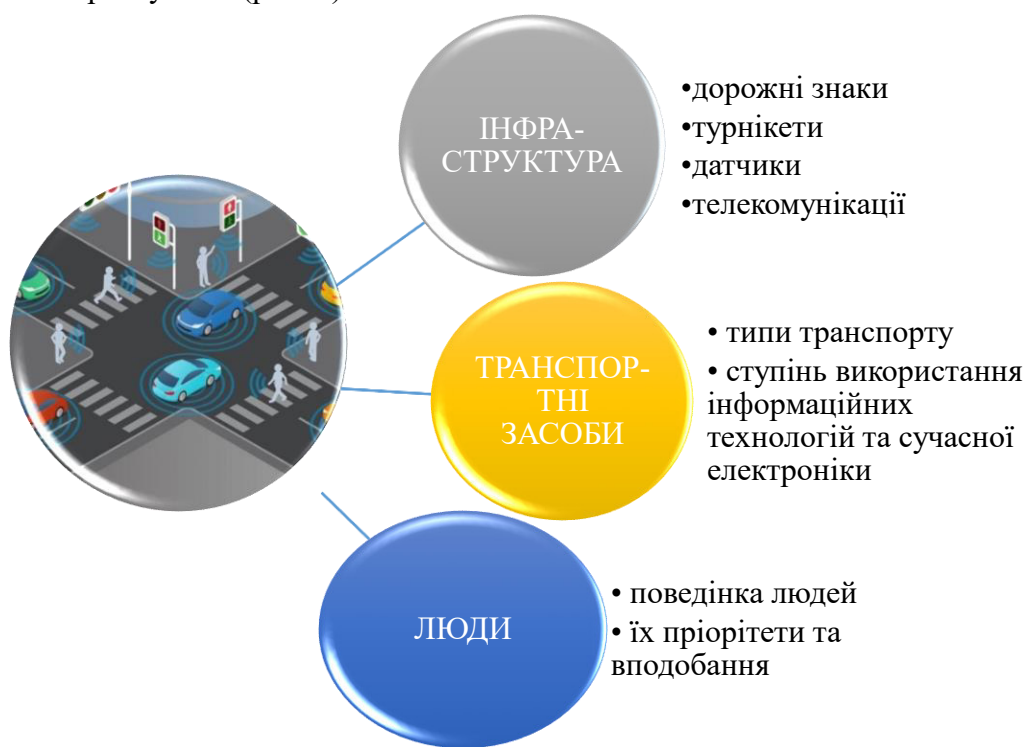 ІНФРА-
СТРУКТУРА
•дорожні знаки
•турнікети
•датчики
•телекомунікації
ТРАНСПОР-
ТНІ
ЗАСОБИ
• типи транспорту
• ступінь використання
інформаційних
технологій та сучасної
електроніки
ЛЮДИ
• поведінка людей
• їх пріорітети та
вподобання